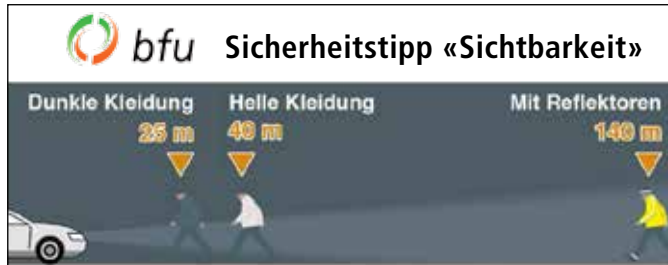 bfu Sicherheitstipp «Sichtbarkeit»
Dunkle Kleidung Helle Kleidung Mit Reflektoren
25 m 40 m 140 m